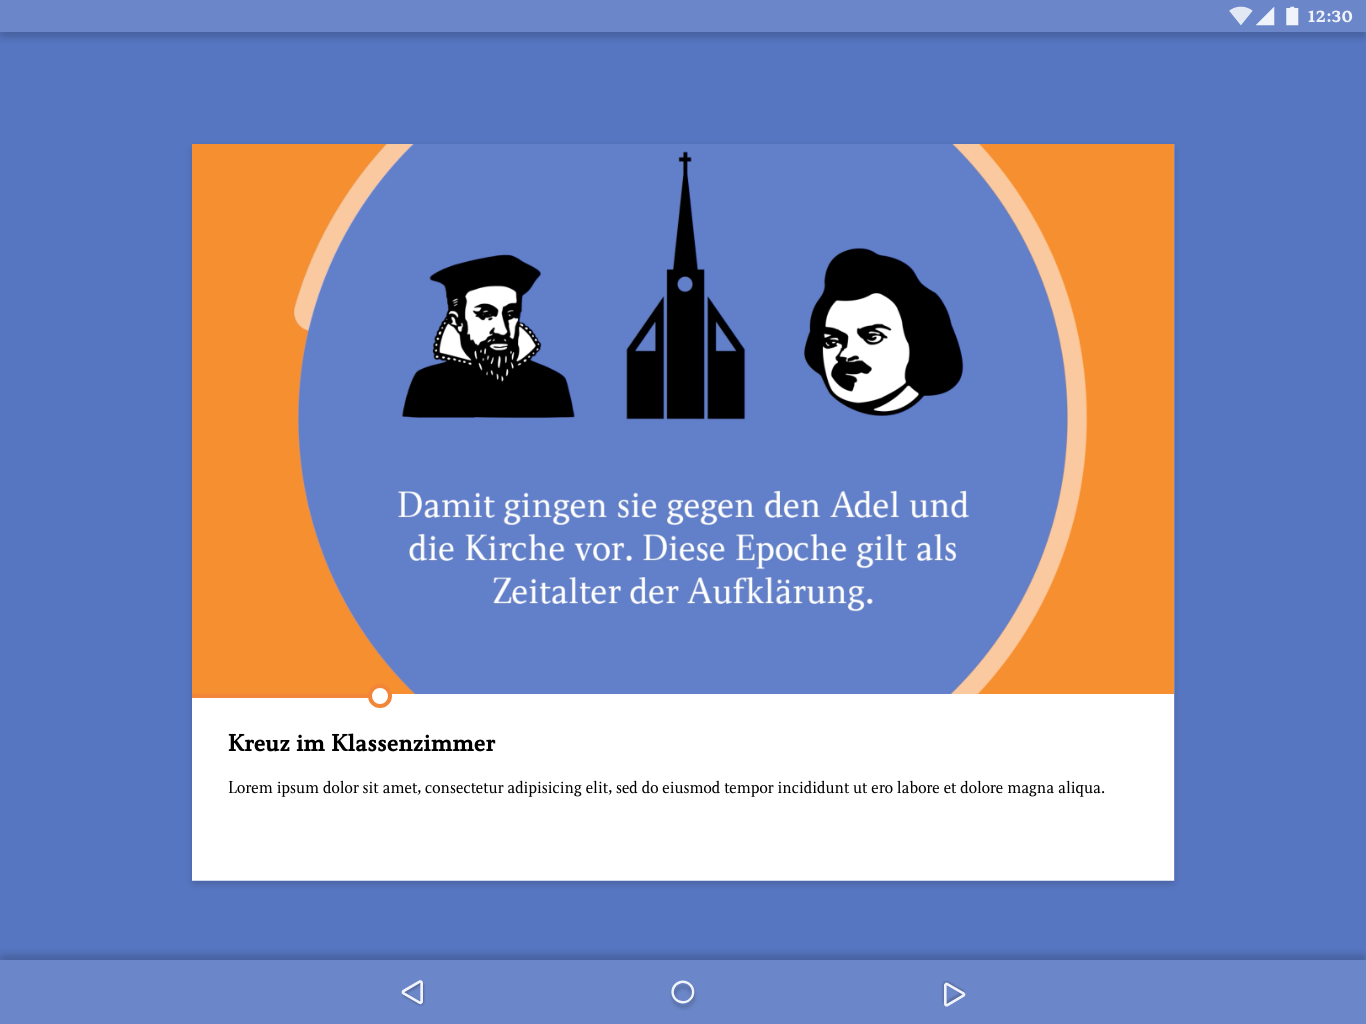 12:30
Damit gingen sie gegen den Adel und
die Kirche vor. Diese Epoche gilt als
Zeitalter der Aufklärung.
Kreuz im Klassenzimmer
Lorem ipsum dolor sit amet, consectetur adipisicing elit, sed do eiusmod tempor incididunt ut ero labore et dolore magna aliqua.